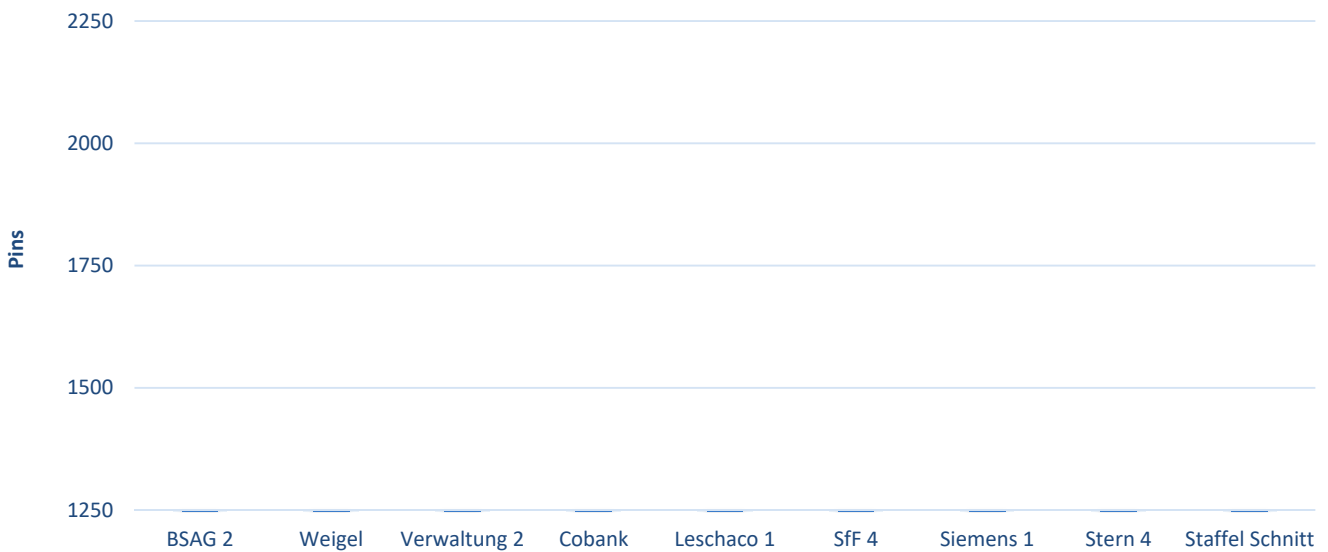 2250
2000
Pins
1750
1500
1250
BSAG 2 Weigel Verwaltung 2 Cobank Leschaco 1 SfF 4 Siemens 1 Stern 4 Staffel Schnitt